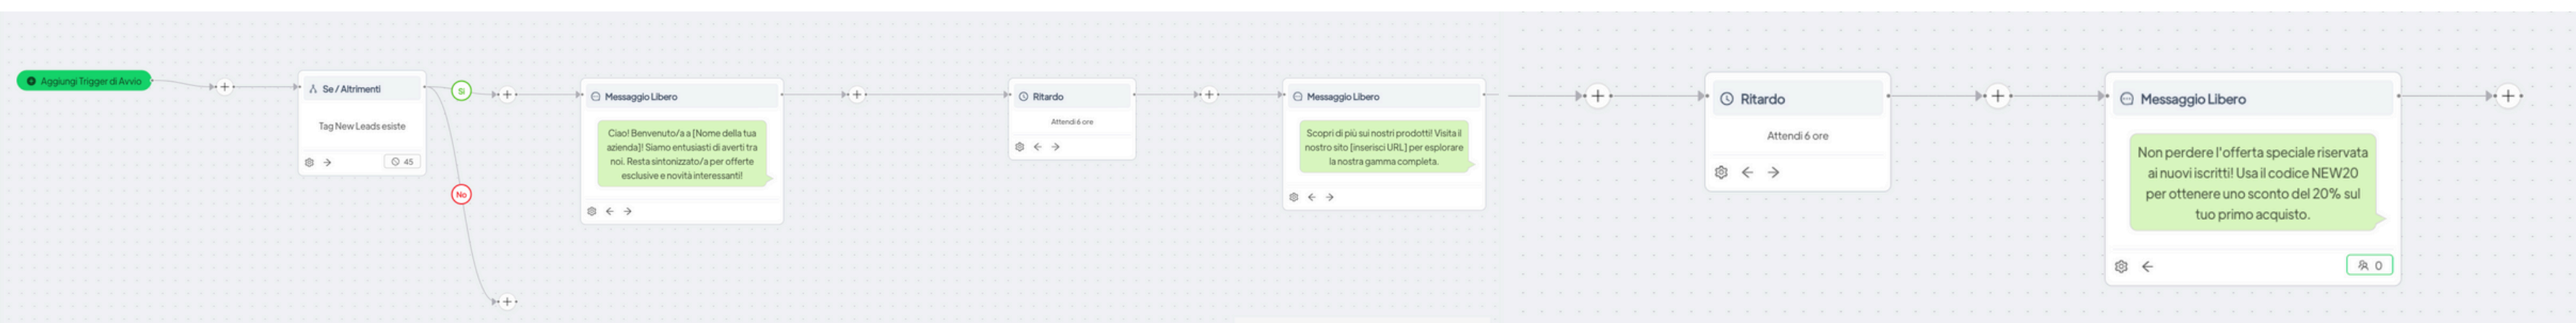 Aggiungi Trigger di Avvio
Se / Altrimenti
Tag New Leads esiste
45
Sì
No
Messaggio Libero
Ciao! Benvenuto/a a [Nome della tua
azienda]! Siamo entusiasti di averti tra
noi. Resta sintonizzato/a per offerte
esclusive e novità interessanti!
Ritardo
Attendi 6 ore
Messaggio Libero
Scopri di più sui nostri prodotti! Visita il
nostro sito [inserisci URL] per esplorare
la nostra gamma completa.
Ritardo
Attendi 6 ore
Messaggio Libero
Non perdere l'offerta speciale riservata
ai nuovi iscritti! Usa il codice NEW20
per ottenere uno sconto del 20% sul
tuo primo acquisto.
0